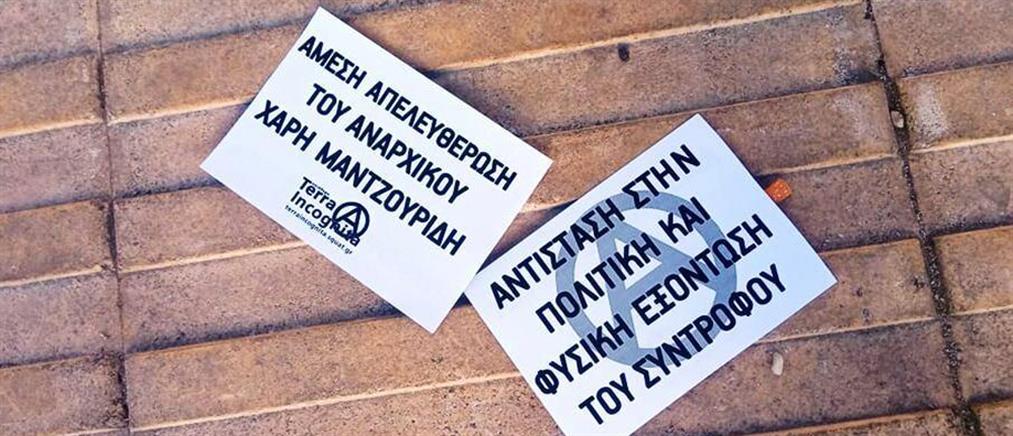 ΑΜΕΣΗ ΑΠΕΛΕΥΘΕΡΩΣΗ
ΤΟΥ ΑΝΑΡΧΙΚΟΥ
ΧΑΡΗ ΜΑΝΤΖΟΥΡΙΔΗ
Terra
Incognita
terraincognita.squat.gr
ΑΝΤΙΣΤΑΣΗ ΣΤΗΝ
ΠΟΛΙΤΙΚΗ ΚΑΙ
ΦΥΣΙΚΗ ΕΞΟΝΤΩΣΗ
ΤΟΥ ΣΥΝΤΡΟΦΟΥ